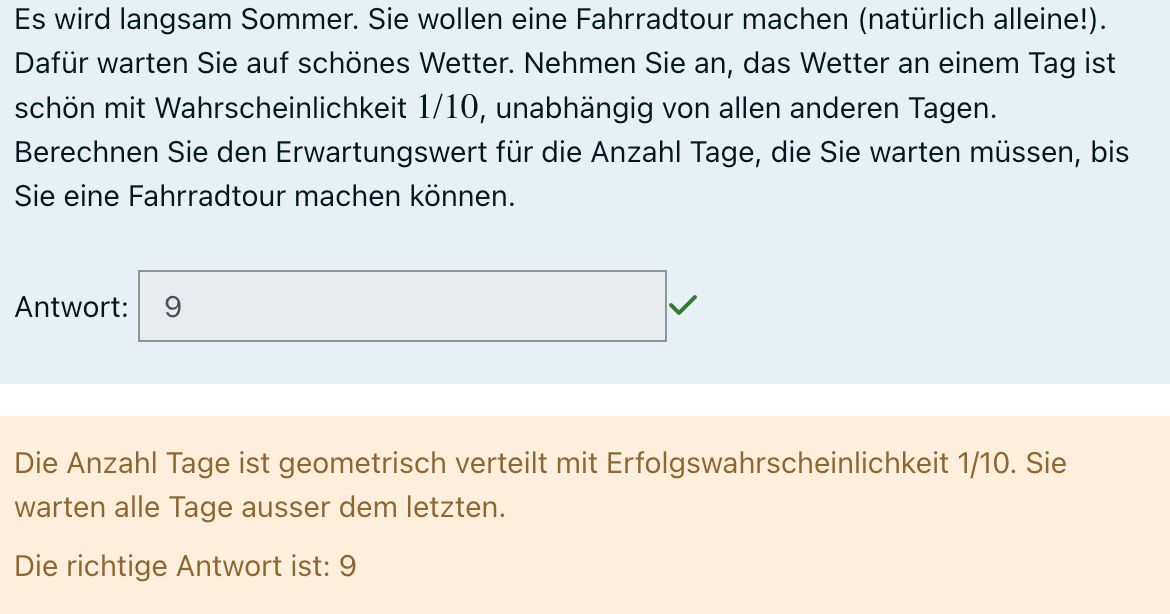 Es wird langsam Sommer. Sie wollen eine Fahrradtour machen (natürlich alleine!).
Dafür warten Sie auf schönes Wetter. Nehmen Sie an, das Wetter an einem Tag ist
schön mit Wahrscheinlichkeit 1/10, unabhängig von allen anderen Tagen.
Berechnen Sie den Erwartungswert für die Anzahl Tage, die Sie warten müssen, bis
Sie eine Fahrradtour machen können.
Antwort: 9
Die Anzahl Tage ist geometrisch verteilt mit Erfolgswahrscheinlichkeit 1/10. Sie
warten alle Tage ausser dem letzten.
Die richtige Antwort ist: 9